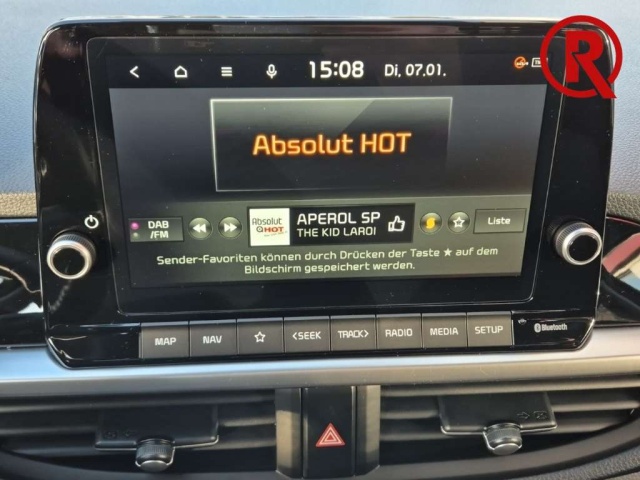 15:08 Di, 07.01.
R
Absolut HOT
DAB
/FM
Absolut
HOT
APEROL SP
THE KID LAROI
Liste
Sender-Favoriten können durch Drücken der Taste ★ auf dem
Bildschirm gespeichert werden.
MAP NAV ☆ <SEEK TRACK> RADIO MEDIA SETUP Bluetooth